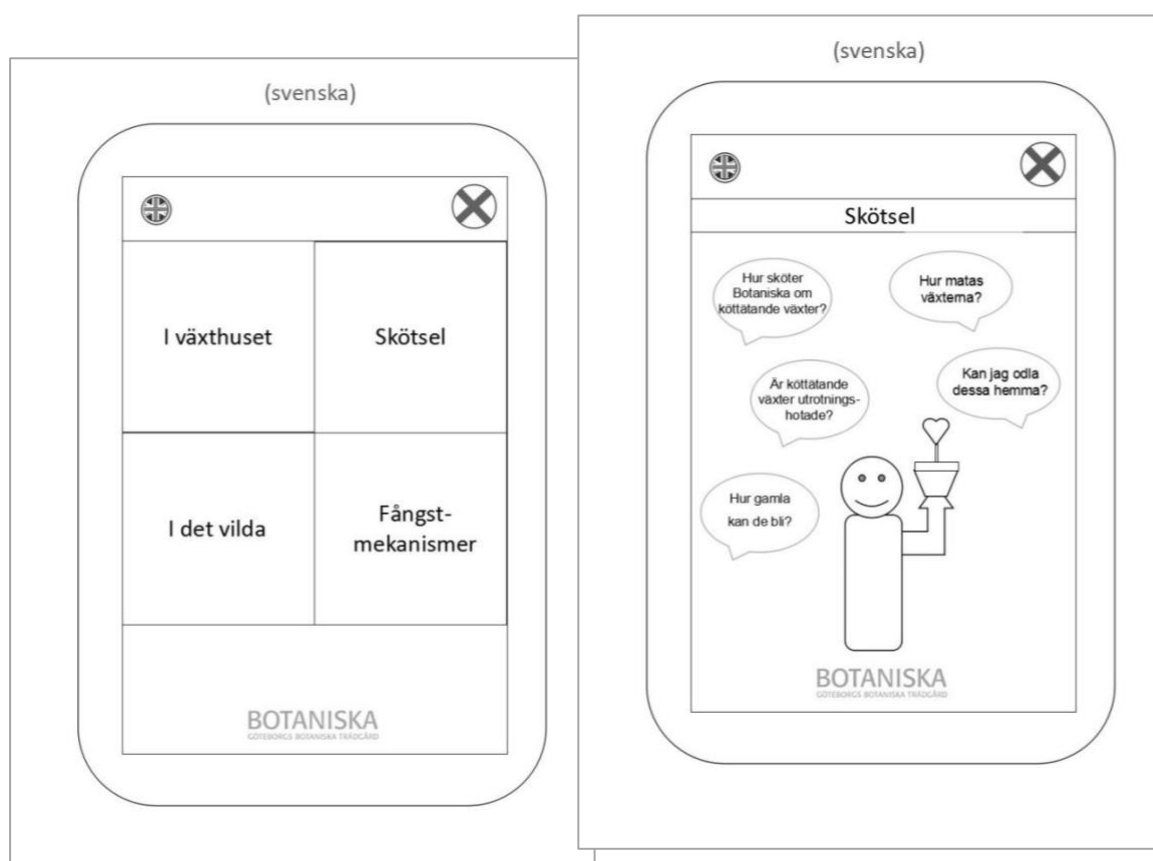 (svenska)
I växthuset
Skötsel
I det vilda
Fångst-
mekanismer
BOTANISKA
GÖTEBORGS BOTANISKA TRÄDGÅRD
(svenska)
Skötsel
Hur sköter
Botaniska om
köttätande växter?
Hur matas
växterna?
Är köttätande
växter utrotnings-
hotade?
Kan jag odla
dessa hemma?
Hur gamla
kan de bli?
BOTANISKA
GÖTEBORGS BOTANISKA TRÄDGÅRD